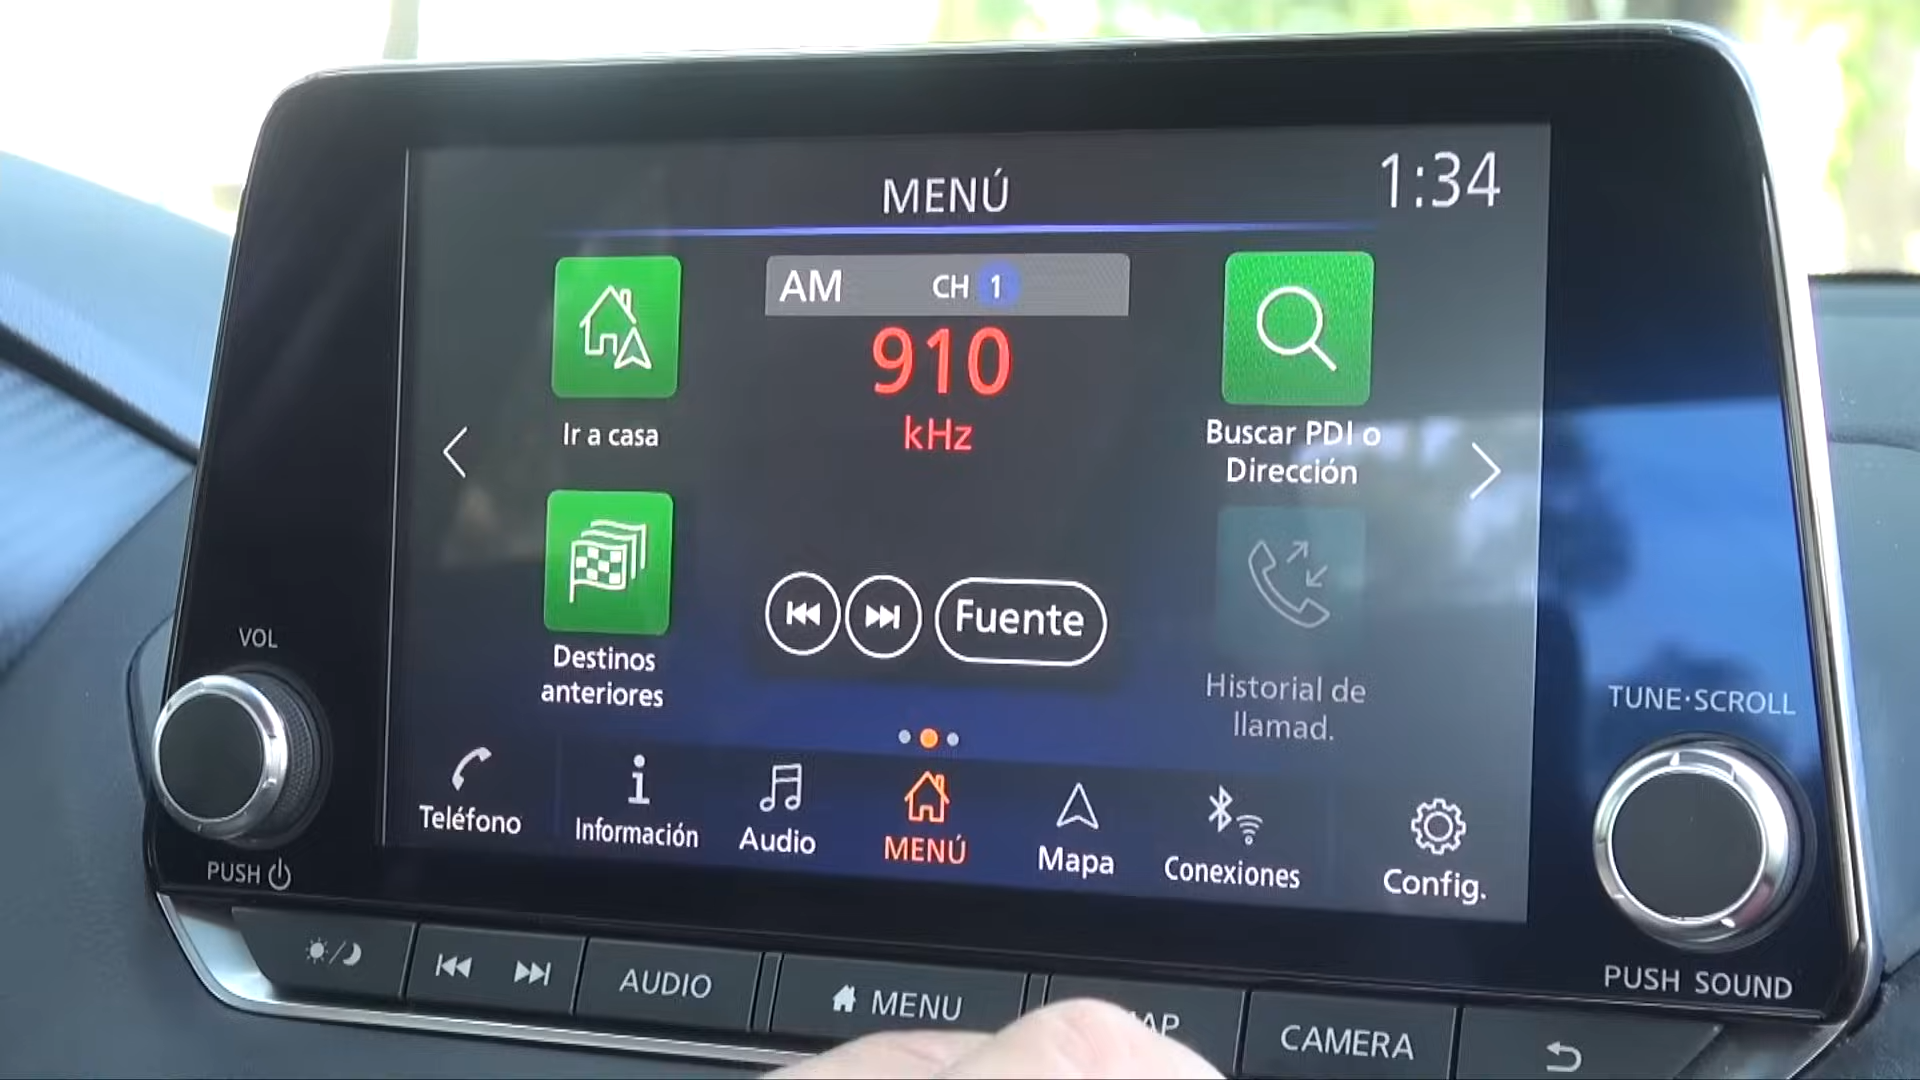 MENÚ
1:34
AM CH 1
910
kHz
Ir a casa
Buscar PDI o
Dirección
Destinos
anteriores
Fuente
Historial de
llamad.
Teléfono
Información
Audio
MENÚ
Mapa
Conexiones
Config.
VOL
PUSH
TUNE·SCROLL
PUSH SOUND
AUDIO
MENU
CAMERA